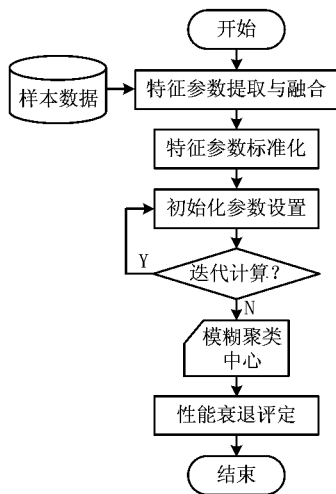 开始
样本数据
特征参数提取与融合
特征参数标准化
初始化参数设置
Y
迭代计算?
N
模糊聚类
中心
性能衰退评定
结束